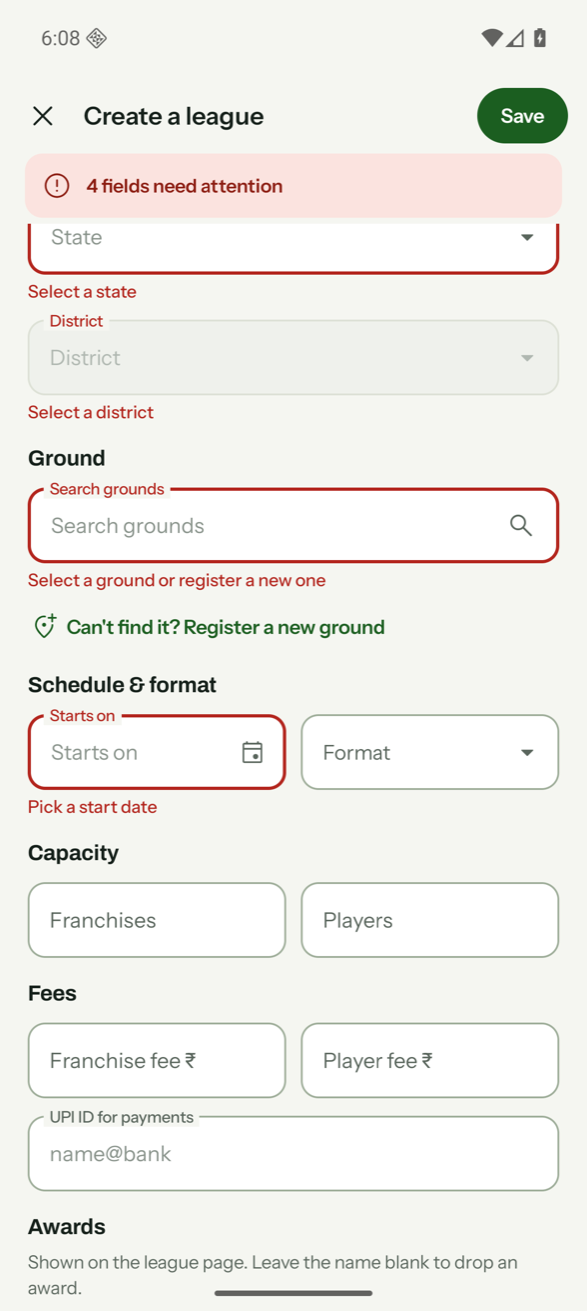 6:08
Create a league
Save
4 fields need attention
State
Select a state
District
District
Select a district
Ground
Search grounds
Search grounds
Select a ground or register a new one
Can't find it? Register a new ground
Schedule & format
Starts on
Starts on
Format
Pick a start date
Capacity
Franchises
Players
Fees
Franchise fee ₹
Player fee ₹
UPI ID for payments
name@bank
Awards
Shown on the league page. Leave the name blank to drop an
award.